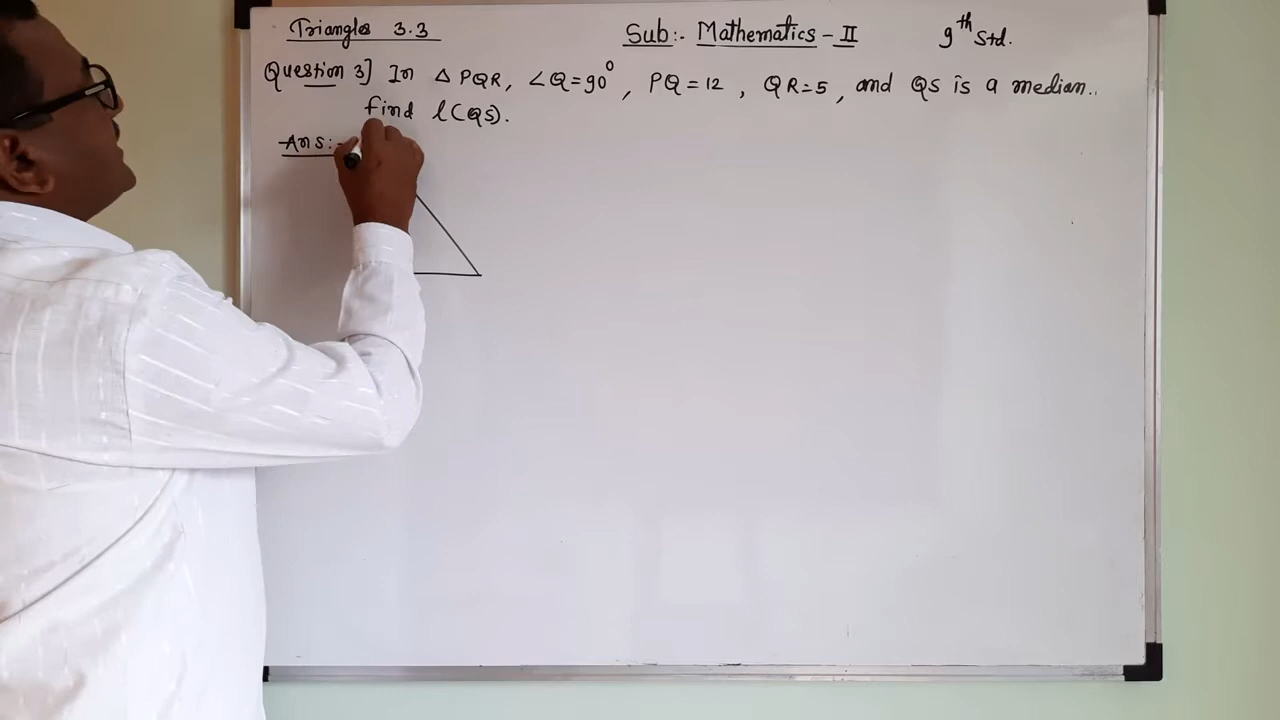 Triangles 3.3 Sub:- Mathematics - II 9th Std.
Question 3] In △ PQR, ∠Q=90°, PQ=12, QR=5, and QS is a median..
find l(QS).
Ans:-